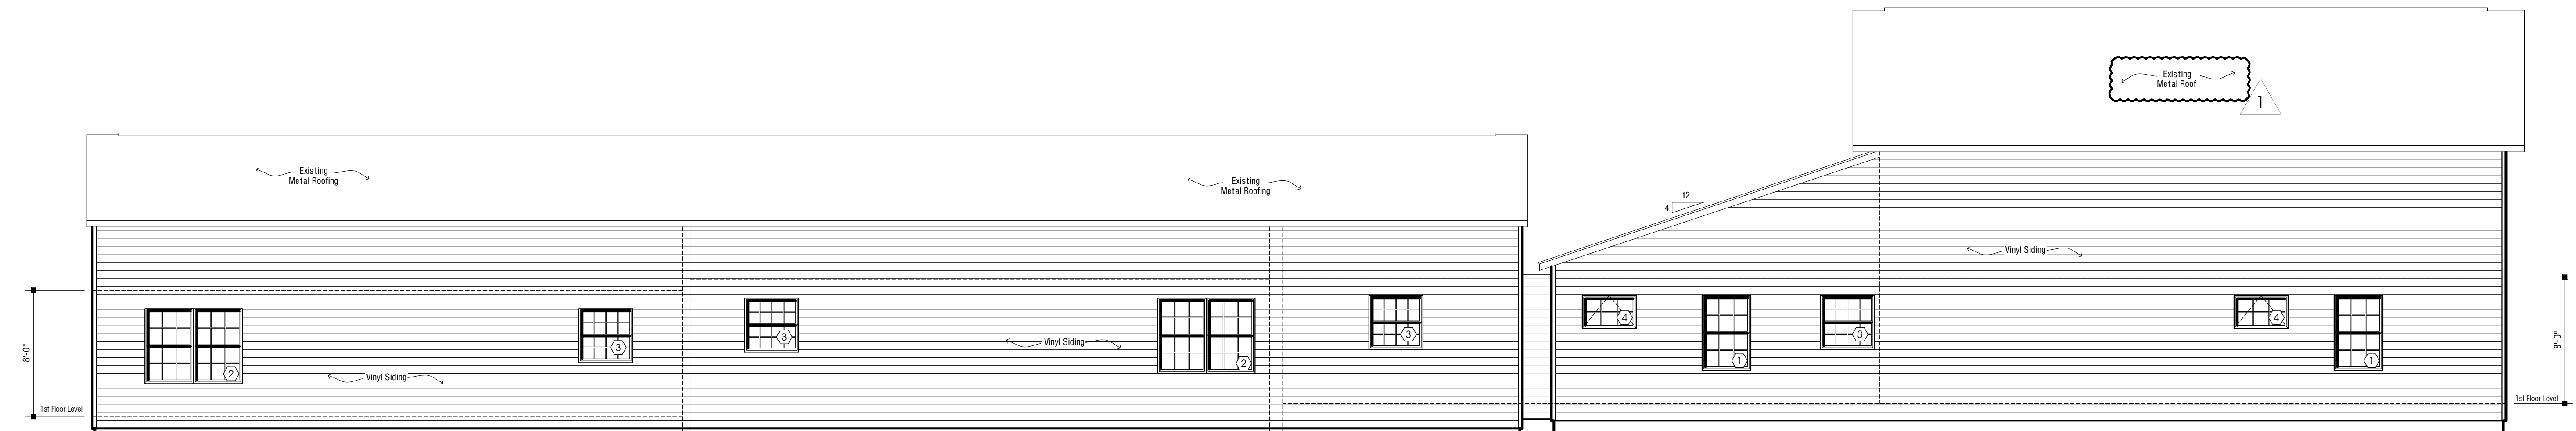 Existing
Metal Roof
1
Existing
Metal Roofing
Existing
Metal Roofing
12
4
Vinyl Siding
8'-0"
2
3
3
Vinyl Siding
2
3
4
1
3
4
1
8'-0"
Vinyl Siding
1st Floor Level
1st Floor Level